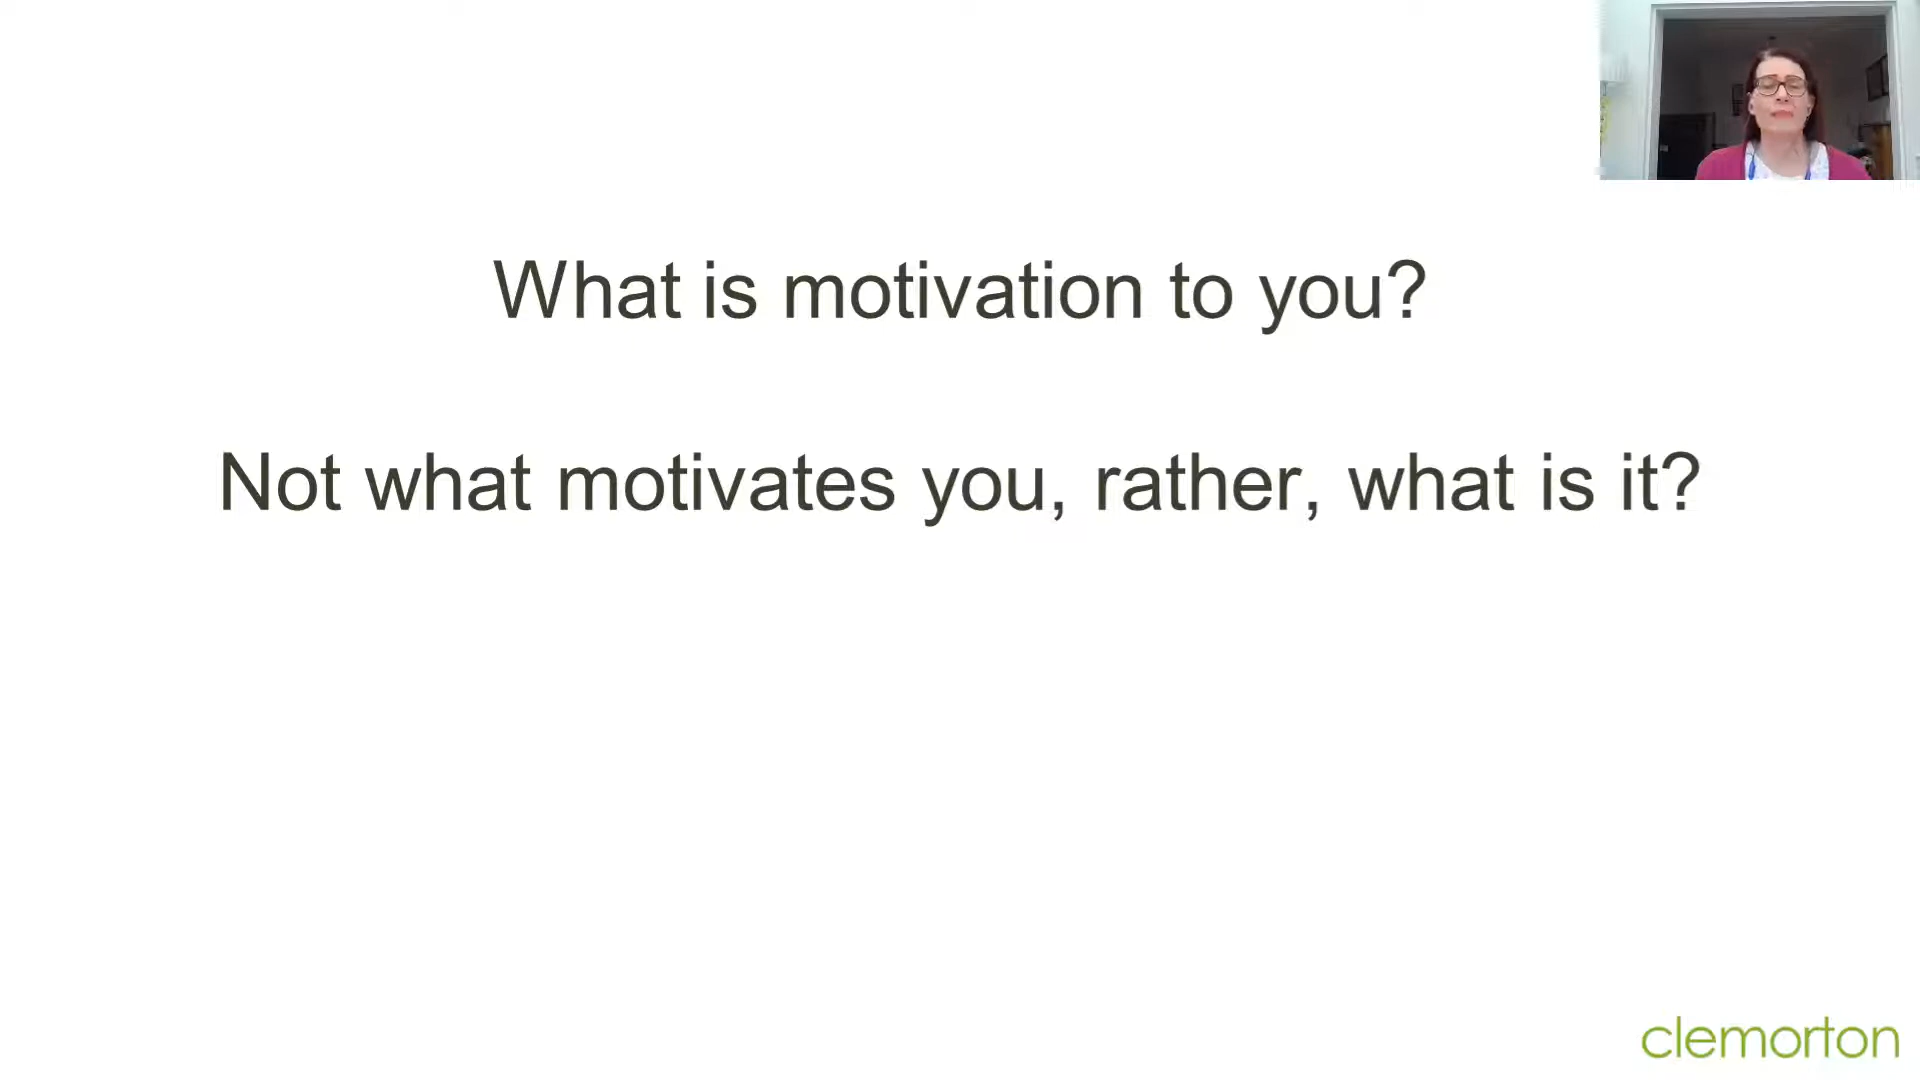 What is motivation to you?
Not what motivates you, rather, what is it?
clemorton